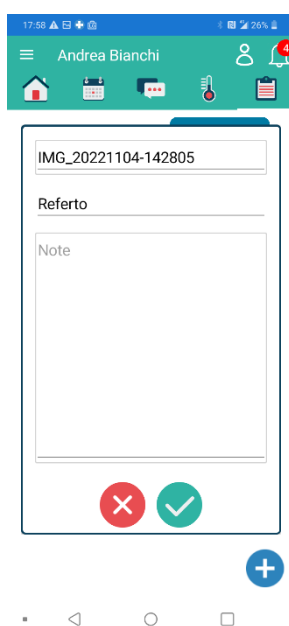 17:58
26%
Andrea Bianchi
4
IMG_20221104-142805
Referto
Note